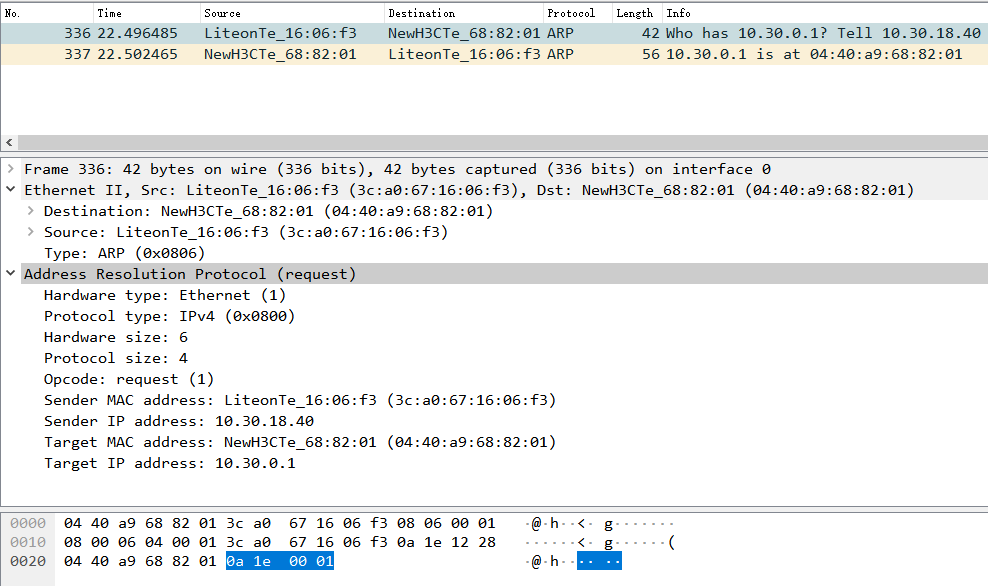 No. Time Source Destination Protocol Length Info
336 22.496485 LiteonTe_16:06:f3 NewH3CTe_68:82:01 ARP 42 Who has 10.30.0.1? Tell 10.30.18.40
337 22.502465 NewH3CTe_68:82:01 LiteonTe_16:06:f3 ARP 56 10.30.0.1 is at 04:40:a9:68:82:01
Frame 336: 42 bytes on wire (336 bits), 42 bytes captured (336 bits) on interface 0
Ethernet II, Src: LiteonTe_16:06:f3 (3c:a0:67:16:06:f3), Dst: NewH3CTe_68:82:01 (04:40:a9:68:82:01)
Destination: NewH3CTe_68:82:01 (04:40:a9:68:82:01)
Source: LiteonTe_16:06:f3 (3c:a0:67:16:06:f3)
Type: ARP (0x0806)
Address Resolution Protocol (request)
Hardware type: Ethernet (1)
Protocol type: IPv4 (0x0800)
Hardware size: 6
Protocol size: 4
Opcode: request (1)
Sender MAC address: LiteonTe_16:06:f3 (3c:a0:67:16:06:f3)
Sender IP address: 10.30.18.40
Target MAC address: NewH3CTe_68:82:01 (04:40:a9:68:82:01)
Target IP address: 10.30.0.1
0000 04 40 a9 68 82 01 3c a0 67 16 06 f3 08 06 00 01 ·@·h··<· g·······
0010 08 00 06 04 00 01 3c a0 67 16 06 f3 0a 1e 12 28 ······<· g······(
0020 04 40 a9 68 82 01 0a 1e 00 01 ·@·h···· ··